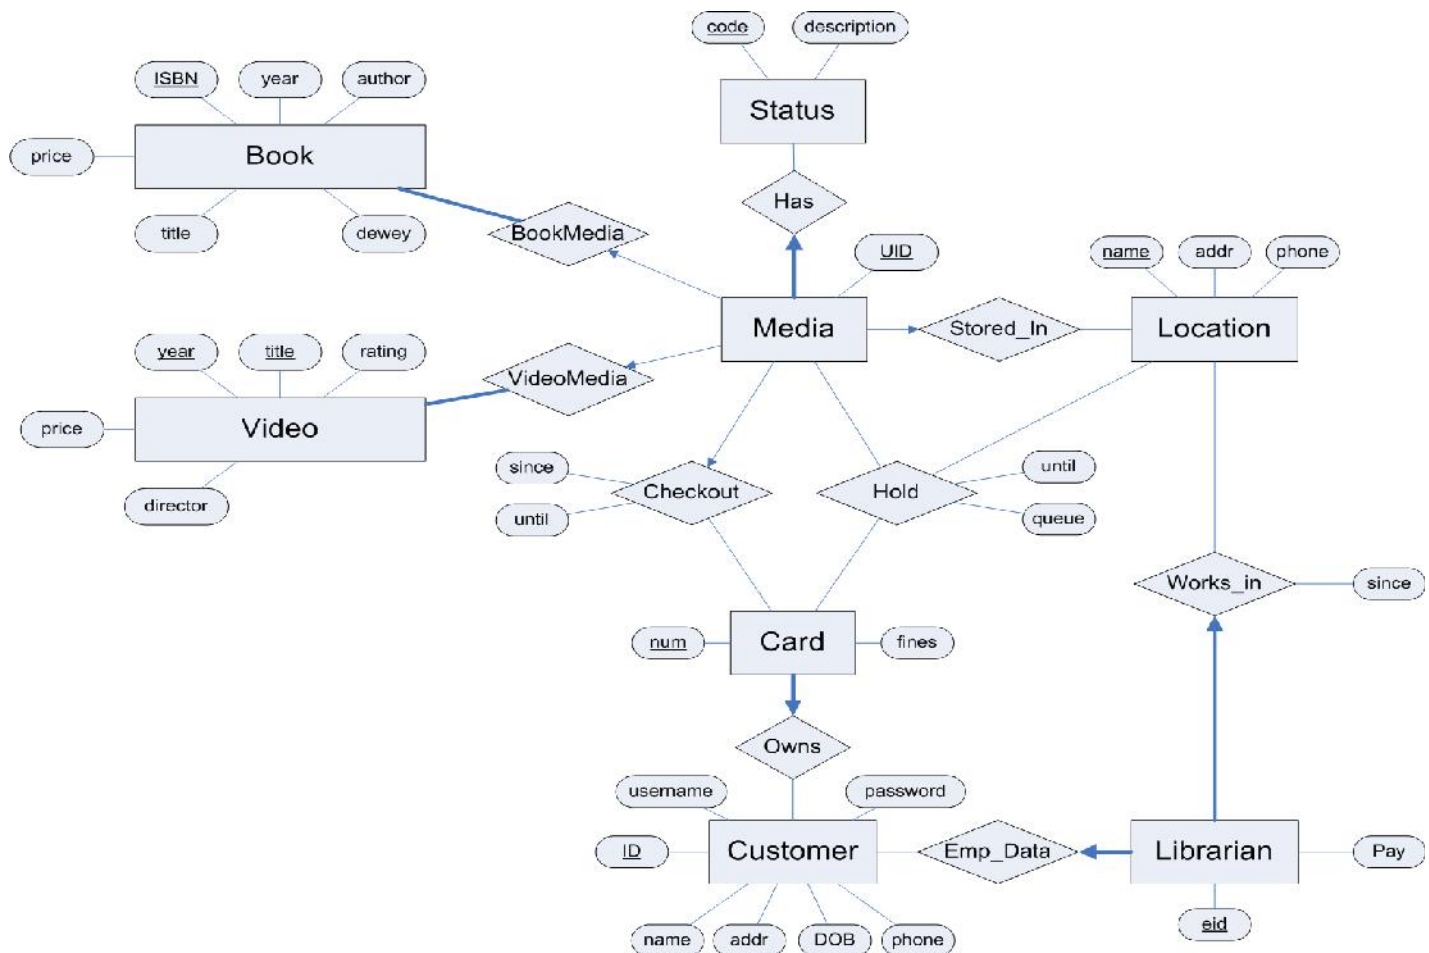 code
description
ISBN
year
author
Status
price
Book
Has
title
dewey
BookMedia
UID
name
addr
phone
Media
Stored_In
Location
year
title
rating
VideoMedia
price
Video
since
until
Checkout
Hold
director
until
queue
Works_in
since
num
Card
fines
Owns
username
password
ID
Customer
Emp_Data
Librarian
Pay
name
addr
DOB
phone
eid